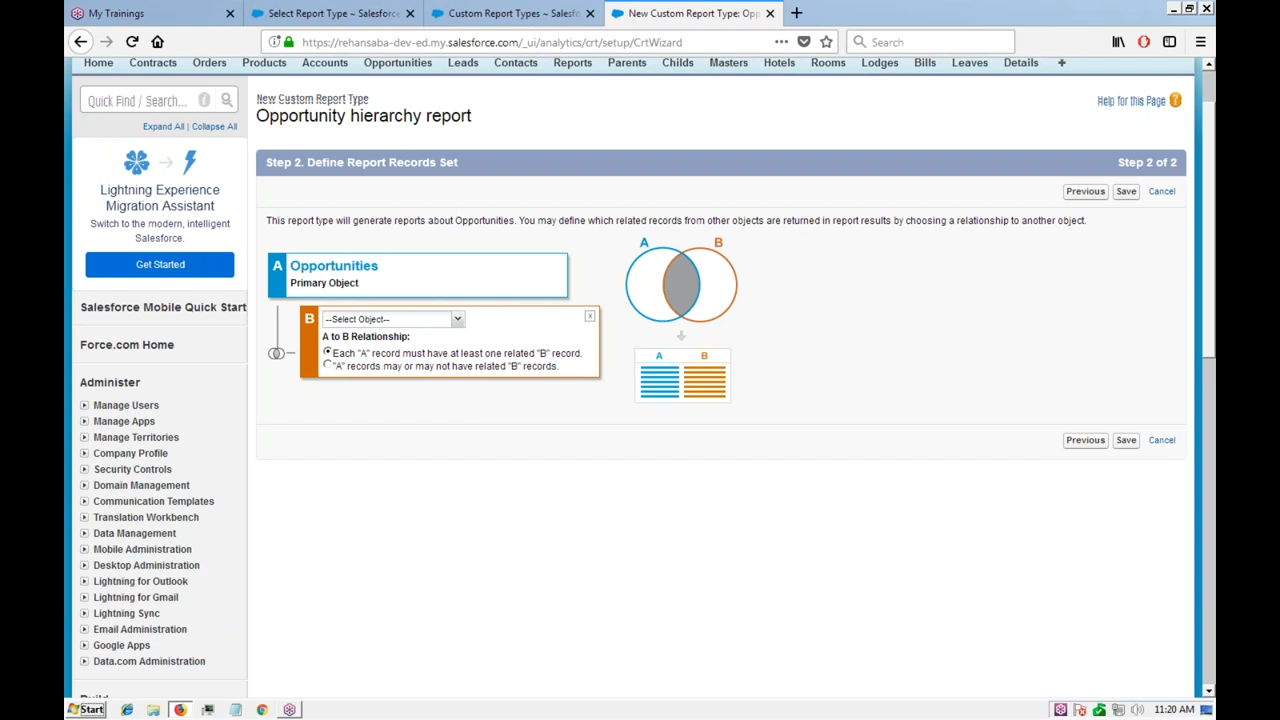 My Trainings
Select Report Type ~ Salesforce
Custom Report Types ~ Salesfo
New Custom Report Type: Opp
https://rehansaba-dev-ed.my.salesforce.com/_ui/analytics/crt/setup/CrtWizard
Search
Home Contracts Orders Products Accounts Opportunities Leads Contacts Reports Parents Childs Masters Hotels Rooms Lodges Bills Leaves Details +
Quick Find / Search...
Expand All | Collapse All
Lightning Experience
Migration Assistant
Switch to the modern, intelligent
Salesforce.
Get Started
Salesforce Mobile Quick Start
Force.com Home
Administer
Manage Users
Manage Apps
Manage Territories
Company Profile
Security Controls
Domain Management
Communication Templates
Translation Workbench
Data Management
Mobile Administration
Desktop Administration
Lightning for Outlook
Lightning for Gmail
Lightning Sync
Email Administration
Google Apps
Data.com Administration
New Custom Report Type
Opportunity hierarchy report
Help for this Page ?
Step 2. Define Report Records Set
Step 2 of 2
Previous Save Cancel
This report type will generate reports about Opportunities. You may define which related records from other objects are returned in report results by choosing a relationship to another object.
A Opportunities
Primary Object
B --Select Object--
A to B Relationship:
Each "A" record must have at least one related "B" record.
"A" records may or may not have related "B" records.
A B
A B
Previous Save Cancel
Start
11:20 AM